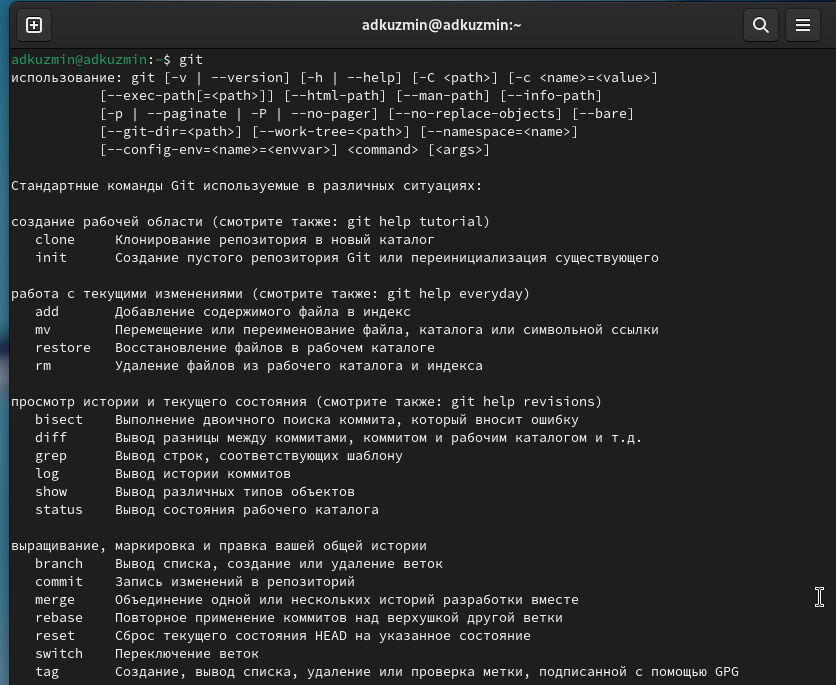 adkuzmin@adkuzmin:~
adkuzmin@adkuzmin:~$ git
использование: git [-v | --version] [-h | --help] [-C <path>] [-c <name>=<value>]
           [--exec-path[=<path>]] [--html-path] [--man-path] [--info-path]
           [-p | --paginate | -P | --no-pager] [--no-replace-objects] [--bare]
           [--git-dir=<path>] [--work-tree=<path>] [--namespace=<name>]
           [--config-env=<name>=<envvar>] <command> [<args>]
Стандартные команды Git используемые в различных ситуациях:
создание рабочей области (смотрите также: git help tutorial)
   clone     Клонирование репозитория в новый каталог
   init      Создание пустого репозитория Git или переинициализация существующего
работа с текущими изменениями (смотрите также: git help everyday)
   add       Добавление содержимого файла в индекс
   mv        Перемещение или переименование файла, каталога или символьной ссылки
   restore   Восстановление файлов в рабочем каталоге
   rm        Удаление файлов из рабочего каталога и индекса
просмотр истории и текущего состояния (смотрите также: git help revisions)
   bisect    Выполнение двоичного поиска коммита, который вносит ошибку
   diff      Вывод разницы между коммитами, коммитом и рабочим каталогом и т.д.
   grep      Вывод строк, соответствующих шаблону
   log       Вывод истории коммитов
   show      Вывод различных типов объектов
   status    Вывод состояния рабочего каталога
выращивание, маркировка и правка вашей общей истории
   branch    Вывод списка, создание или удаление веток
   commit    Запись изменений в репозиторий
   merge     Объединение одной или нескольких историй разработки вместе
   rebase    Повторное применение коммитов над верхушкой другой ветки
   reset     Сброс текущего состояния HEAD на указанное состояние
   switch    Переключение веток
   tag       Создание, вывод списка, удаление или проверка метки, подписанной с помощью GPG